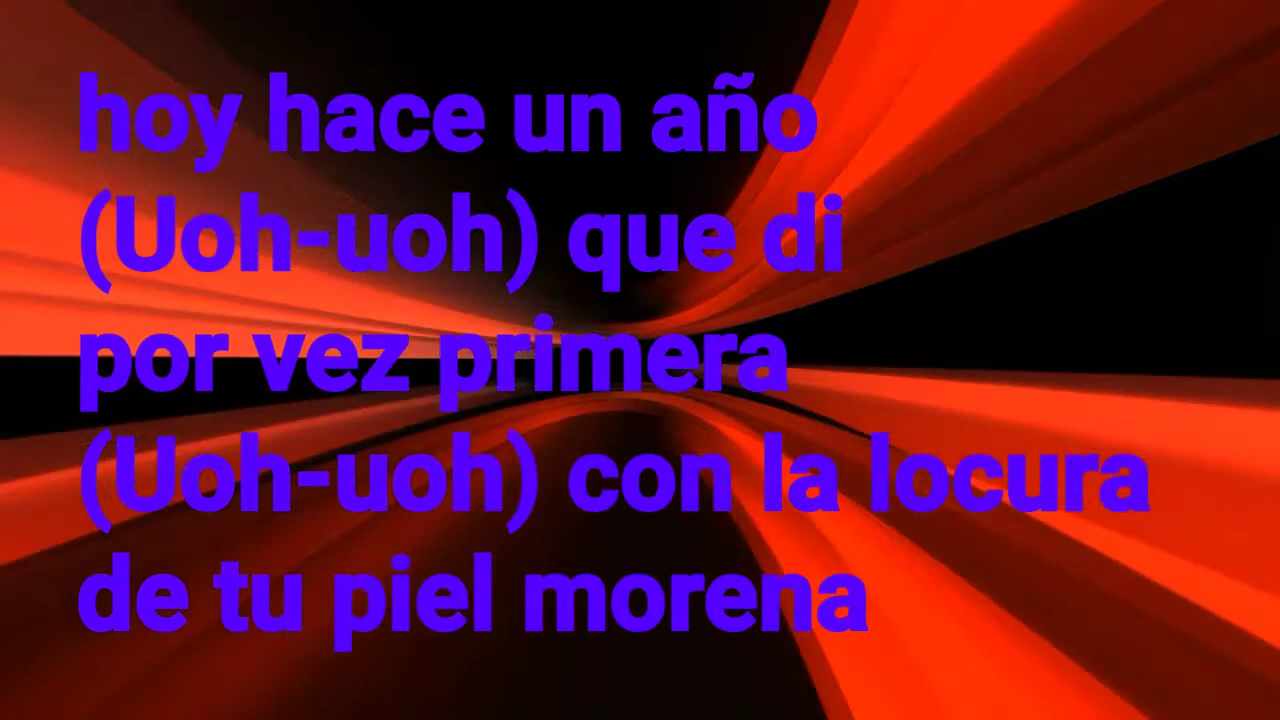 hoy hace un año
(Uoh-uoh) que di
por vez primera
(Uoh-uoh) con la locura
de tu piel morena